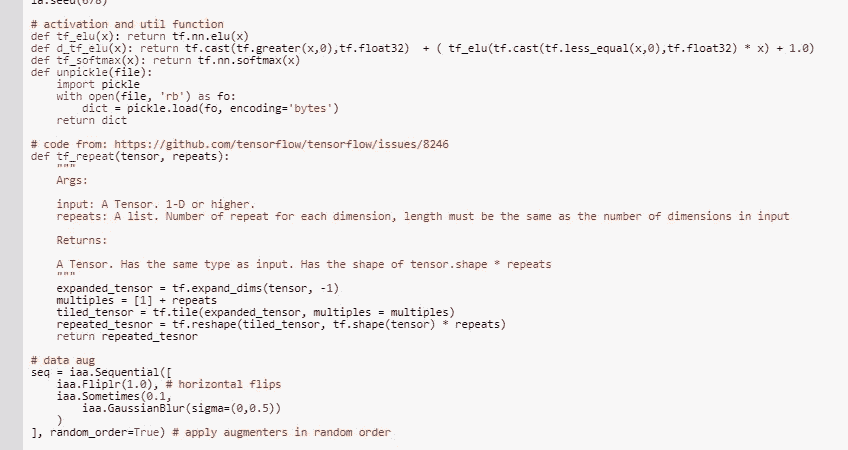 ia.seed(678)
# activation and util function
def tf_elu(x): return tf.nn.elu(x)
def d_tf_elu(x): return tf.cast(tf.greater(x,0),tf.float32)  + ( tf_elu(tf.cast(tf.less_equal(x,0),tf.float32) * x) + 1.0)
def tf_softmax(x): return tf.nn.softmax(x)
def unpickle(file):
    import pickle
    with open(file, 'rb') as fo:
        dict = pickle.load(fo, encoding='bytes')
    return dict
# code from: https://github.com/tensorflow/tensorflow/issues/8246
def tf_repeat(tensor, repeats):
    """
    Args:
    input: A Tensor. 1-D or higher.
    repeats: A list. Number of repeat for each dimension, length must be the same as the number of dimensions in input
    Returns:
    A Tensor. Has the same type as input. Has the shape of tensor.shape * repeats
    """
    expanded_tensor = tf.expand_dims(tensor, -1)
    multiples = [1] + repeats
    tiled_tensor = tf.tile(expanded_tensor, multiples = multiples)
    repeated_tesnor = tf.reshape(tiled_tensor, tf.shape(tensor) * repeats)
    return repeated_tesnor
# data aug
seq = iaa.Sequential([
    iaa.Fliplr(1.0), # horizontal flips
    iaa.Sometimes(0.1,
        iaa.GaussianBlur(sigma=(0,0.5))
    )
], random_order=True) # apply augmenters in random order